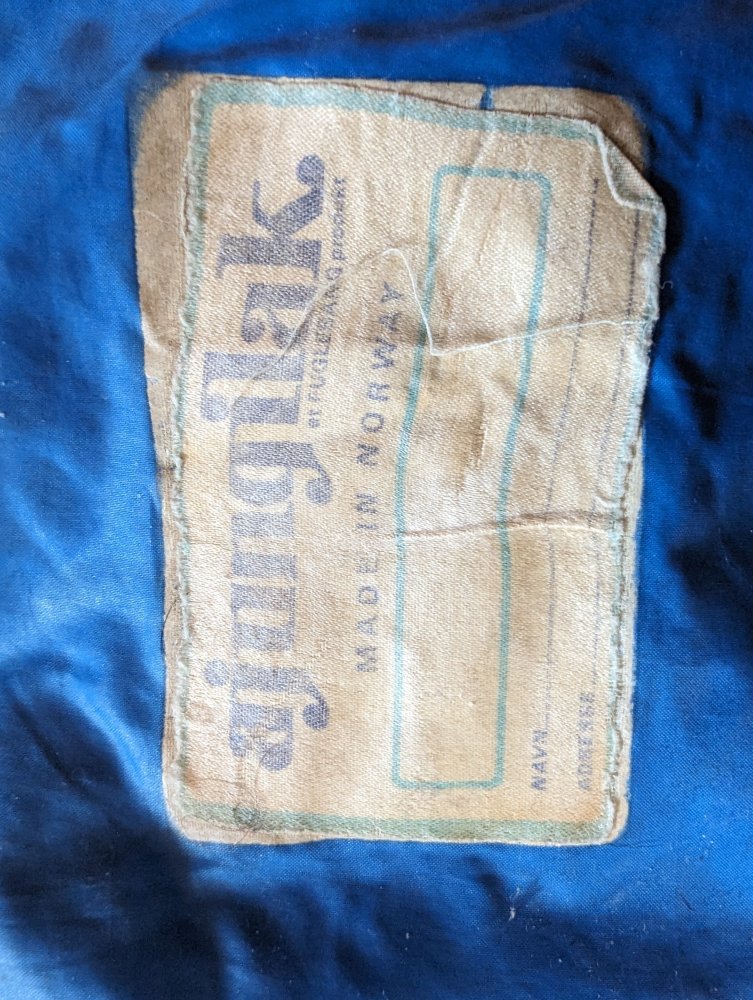 ajungilak
et FUGLESANG produkt
MADE IN NORWAY
NAVN
ADRESSE